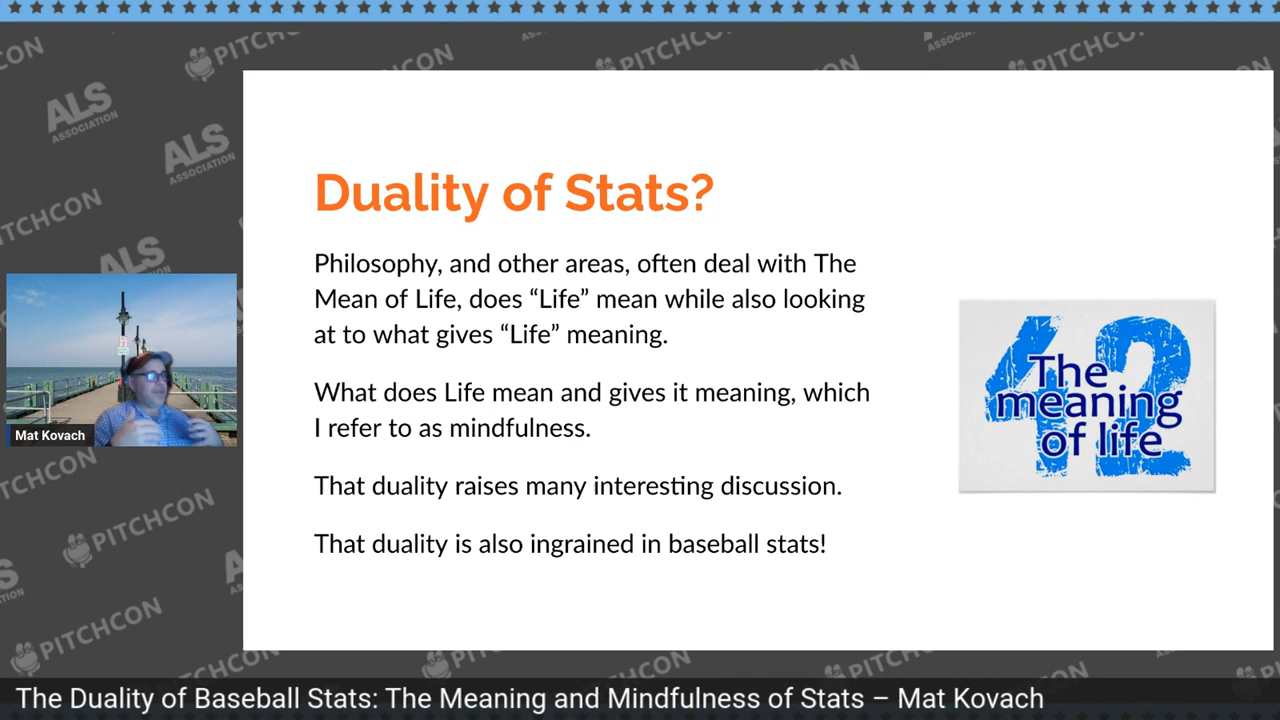 PITCHCON
ALS
ASSOCIATION
Duality of Stats?
Philosophy, and other areas, often deal with The
Mean of Life, does “Life” mean while also looking
at to what gives “Life” meaning.
What does Life mean and gives it meaning, which
I refer to as mindfulness.
That duality raises many interesting discussion.
That duality is also ingrained in baseball stats!
42
The
meaning
of life
Mat Kovach
The Duality of Baseball Stats: The Meaning and Mindfulness of Stats – Mat Kovach